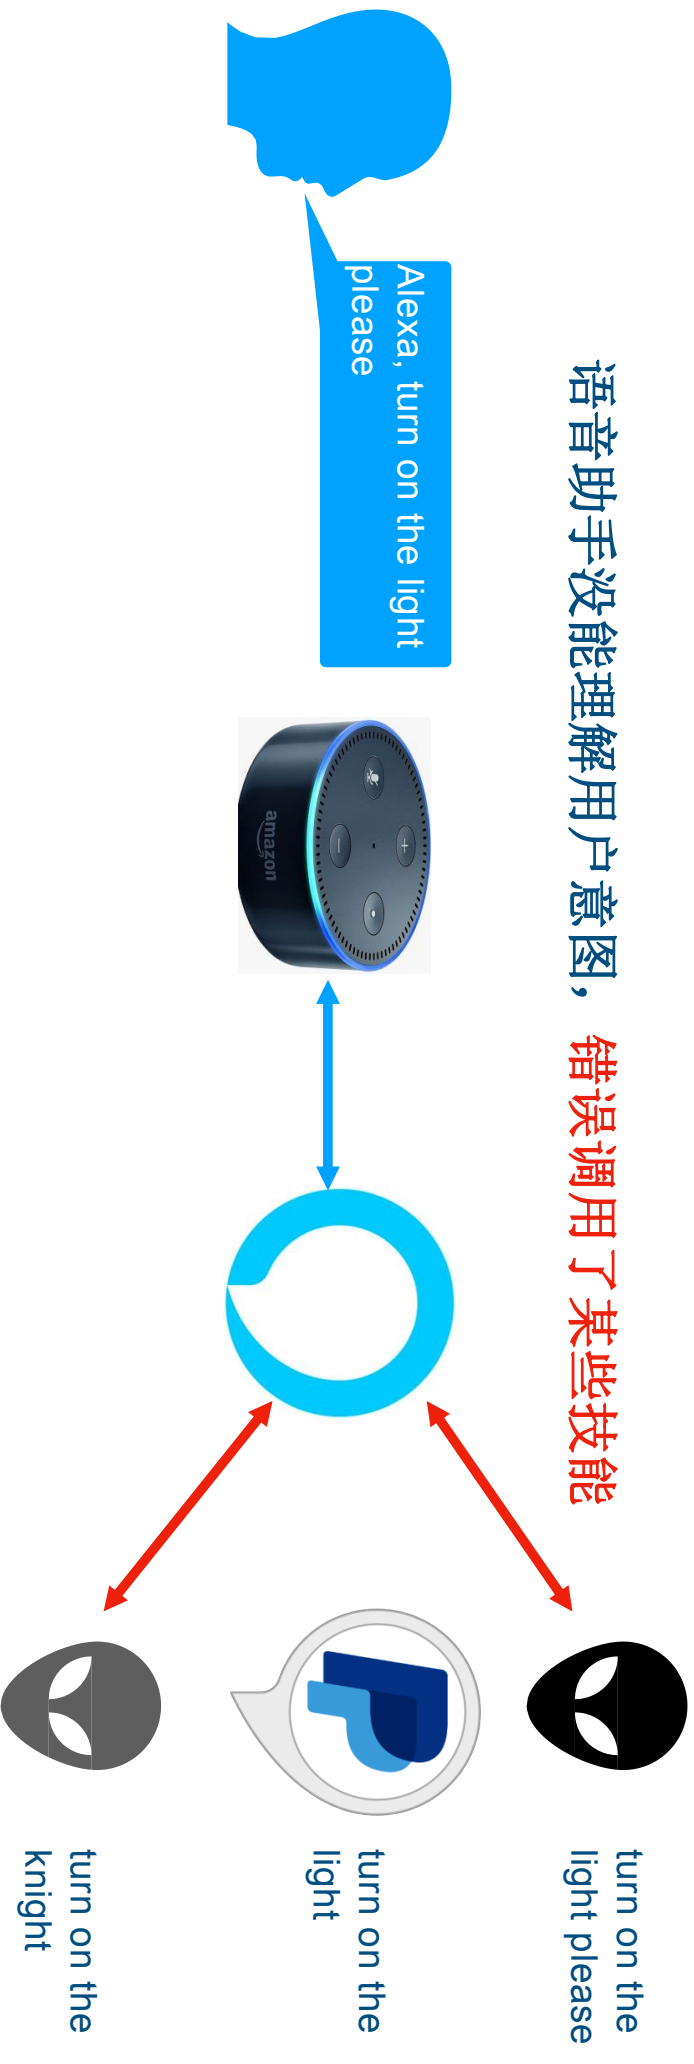 语音助手没能理解用户意图，错误调用了某些技能
Alexa, turn on the light
please
amazon
turn on the
light please
turn on the
light
turn on the
knight